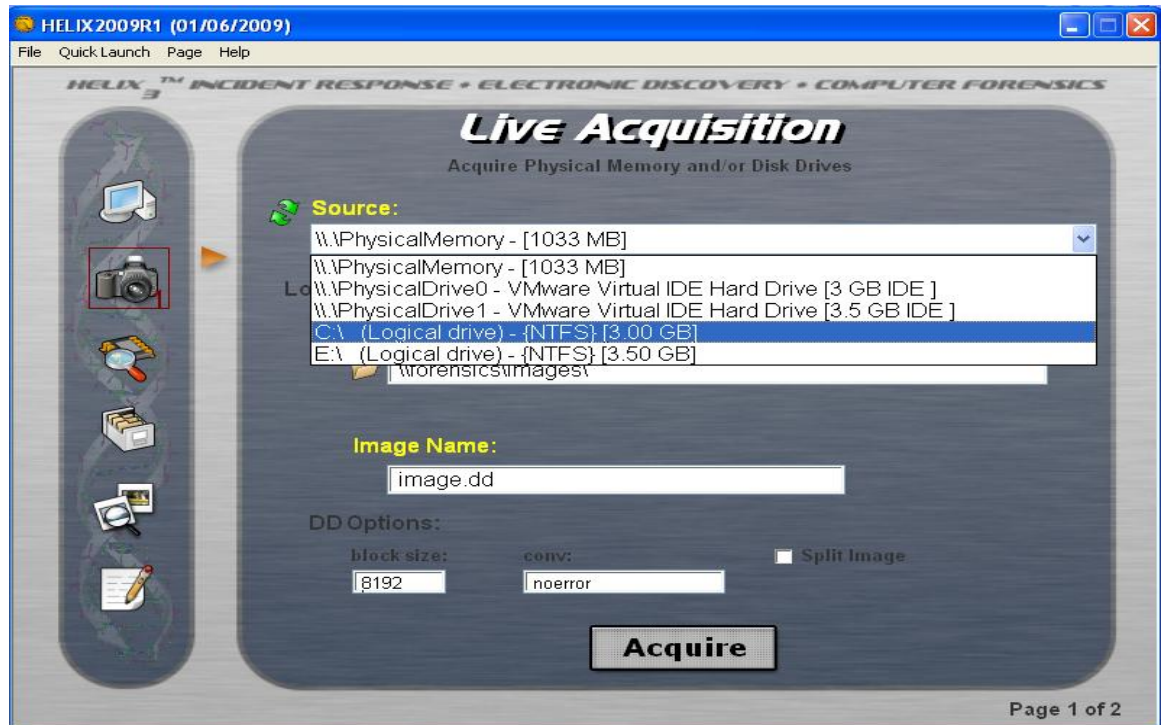 HELIX2009R1 (01/06/2009)
File Quick Launch Page Help
HELIX3™ INCIDENT RESPONSE • ELECTRONIC DISCOVERY • COMPUTER FORENSICS
Live Acquisition
Acquire Physical Memory and/or Disk Drives
Source:
\\.\PhysicalMemory - [1033 MB]
\\.\PhysicalMemory - [1033 MB]
\\.\PhysicalDrive0 - VMware Virtual IDE Hard Drive [3 GB IDE ]
\\.\PhysicalDrive1 - VMware Virtual IDE Hard Drive [3.5 GB IDE ]
C:\ (Logical drive) - {NTFS} [3.00 GB]
E:\ (Logical drive) - {NTFS} [3.50 GB]
\\forensics\images\
Image Name:
image.dd
DD Options:
block size: conv: Split Image
8192 noerror
Acquire
Page 1 of 2